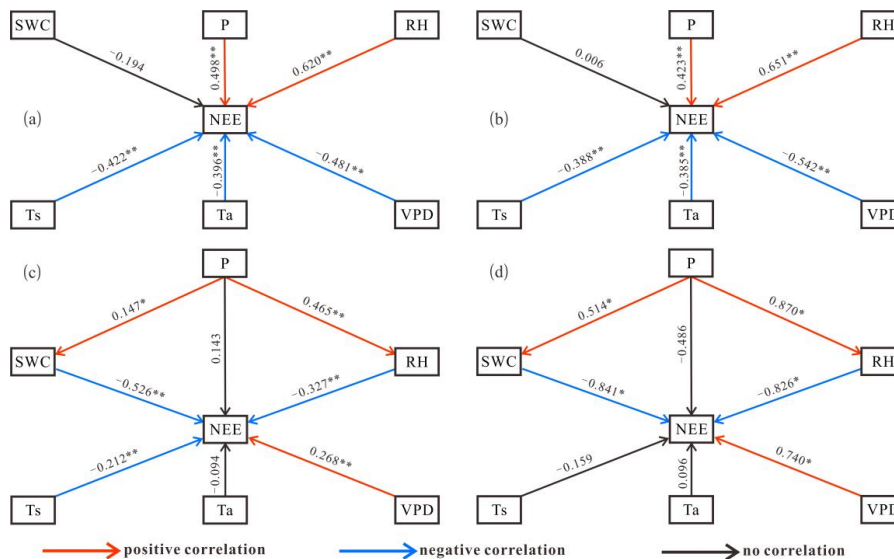 SWC P RH SWC P RH
−0.194 0.498** 0.620** 0.006 0.423** 0.651**
(a) NEE (b) NEE
−0.422** −0.396** −0.481** −0.388** −0.385** −0.542**
Ts Ta VPD Ts Ta VPD
(c) P (d) P
0.147* 0.465** 0.514* 0.870*
0.143 −0.486
SWC RH SWC RH
−0.526** −0.327** −0.841* −0.826*
NEE NEE
−0.212** −0.094 0.268** −0.159 0.096 0.740*
Ts Ta VPD Ts Ta VPD
positive correlation negative correlation no correlation